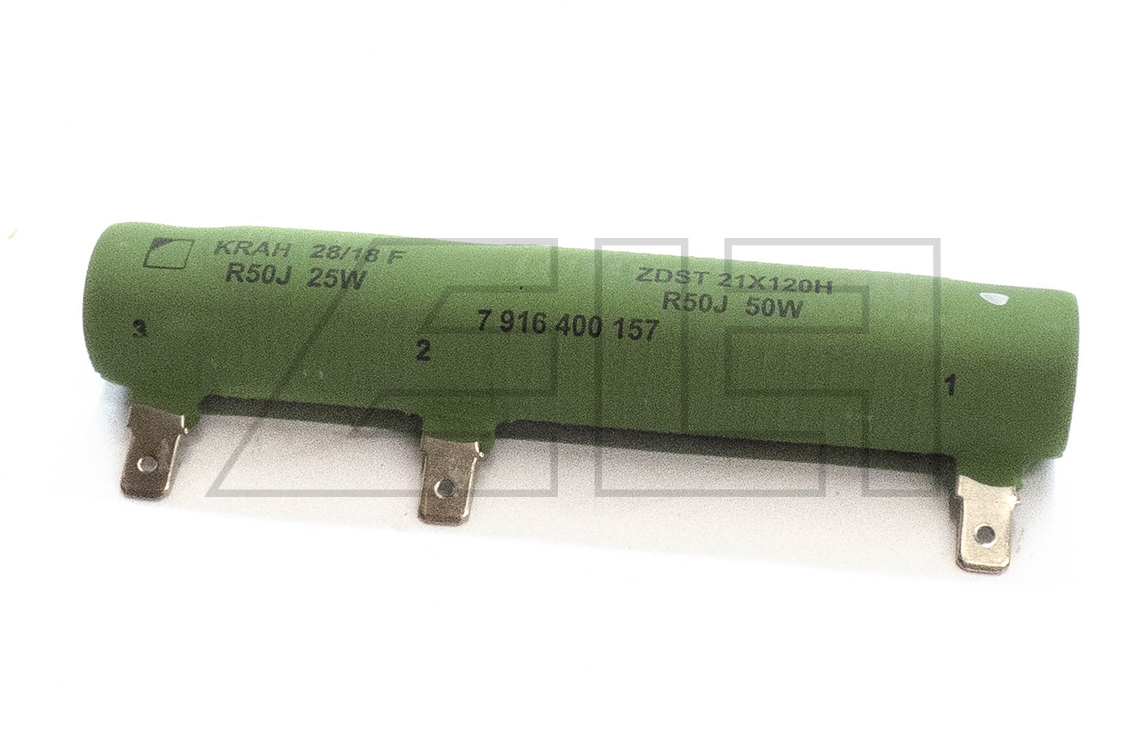 KRAH 28/18 F
R50J 25W
ZDST 21X120H
R50J 50W
7 916 400 157
3
2
1